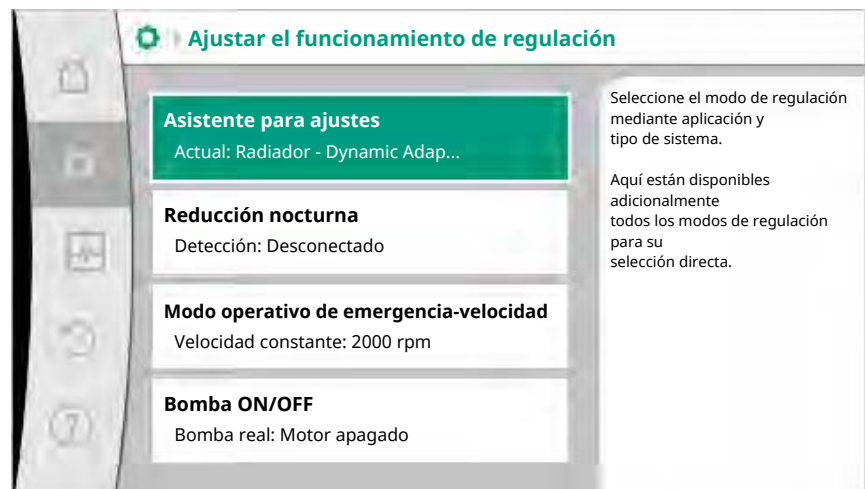 Ajustar el funcionamiento de regulación
Asistente para ajustes
Actual: Radiador - Dynamic Adap...
Reducción nocturna
Detección: Desconectado
Modo operativo de emergencia-velocidad
Velocidad constante: 2000 rpm
Bomba ON/OFF
Bomba real: Motor apagado
Seleccione el modo de regulación
mediante aplicación y
tipo de sistema.
Aquí están disponibles
adicionalmente
todos los modos de regulación
para su
selección directa.